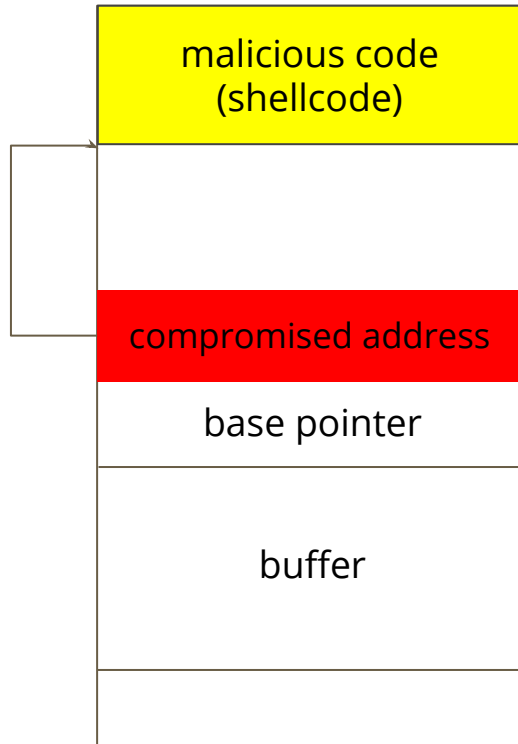 malicious code
(shellcode)
compromised address
base pointer
buffer